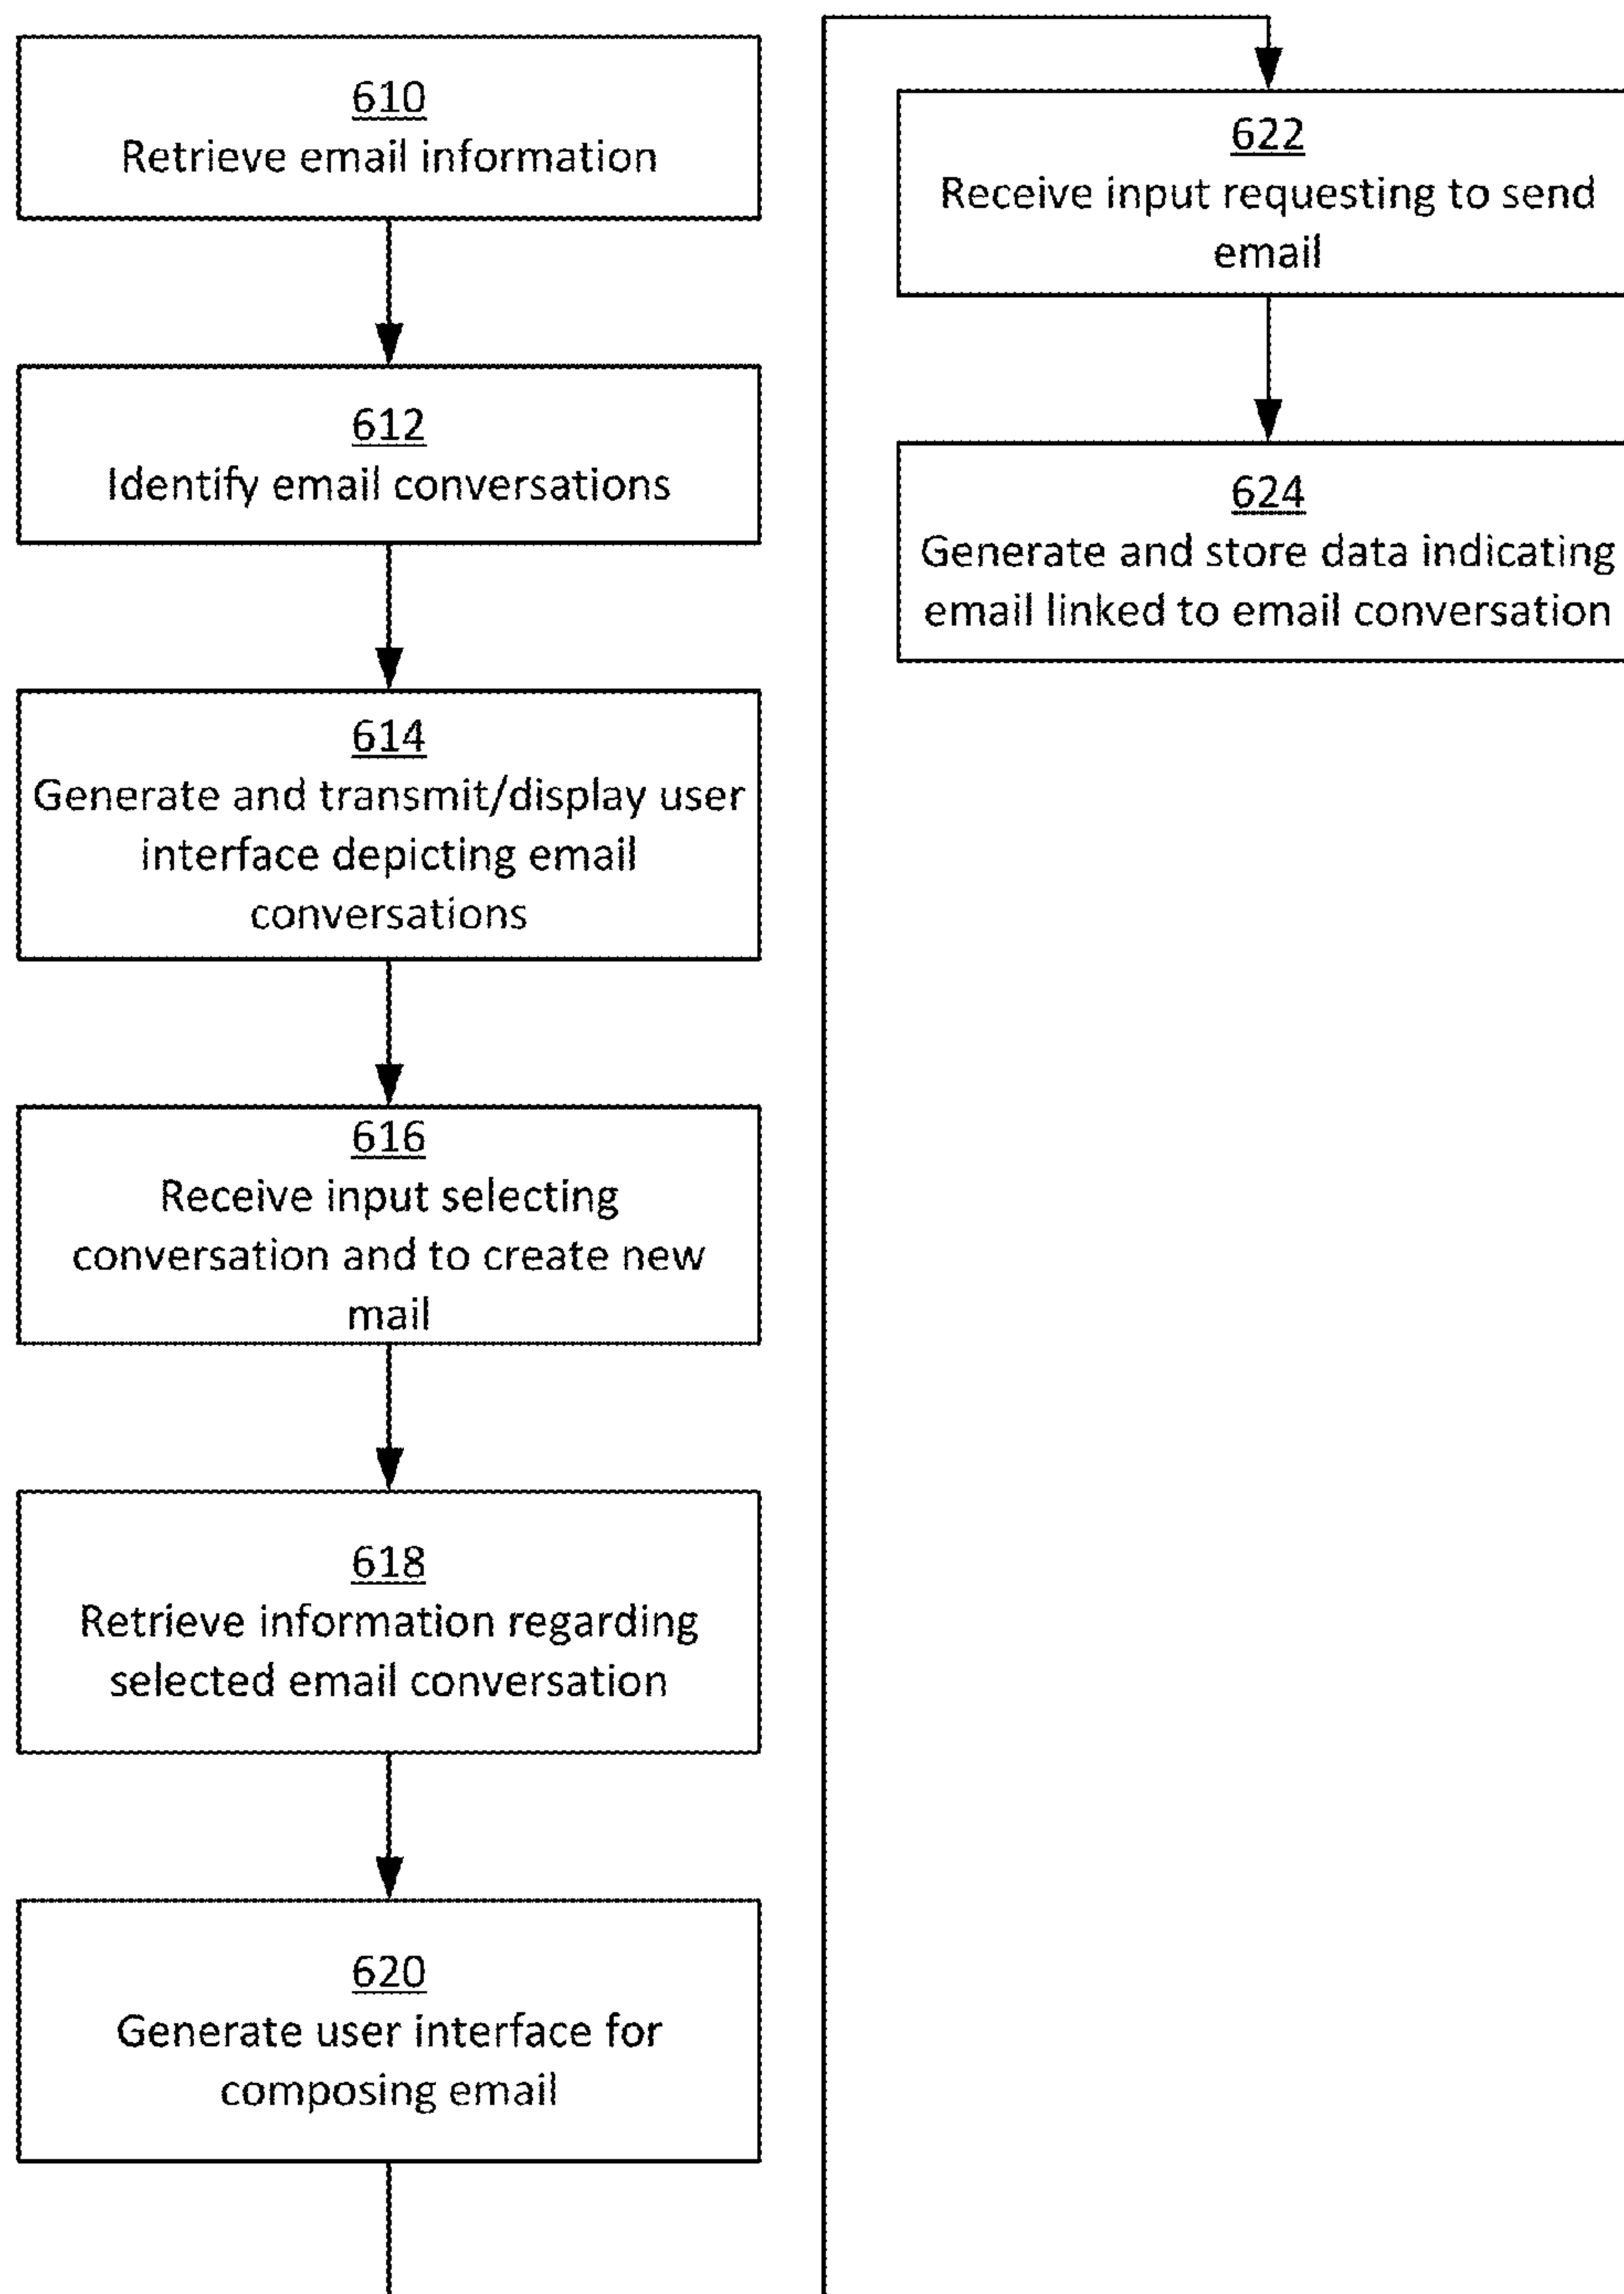 610
Retrieve email information
612
Identify email conversations
614
Generate and transmit/display user
interface depicting email
conversations
616
Receive input selecting
conversation and to create new
mail
618
Retrieve information regarding
selected email conversation
620
Generate user interface for
composing email
622
Receive input requesting to send
email
624
Generate and store data indicating
email linked to email conversation